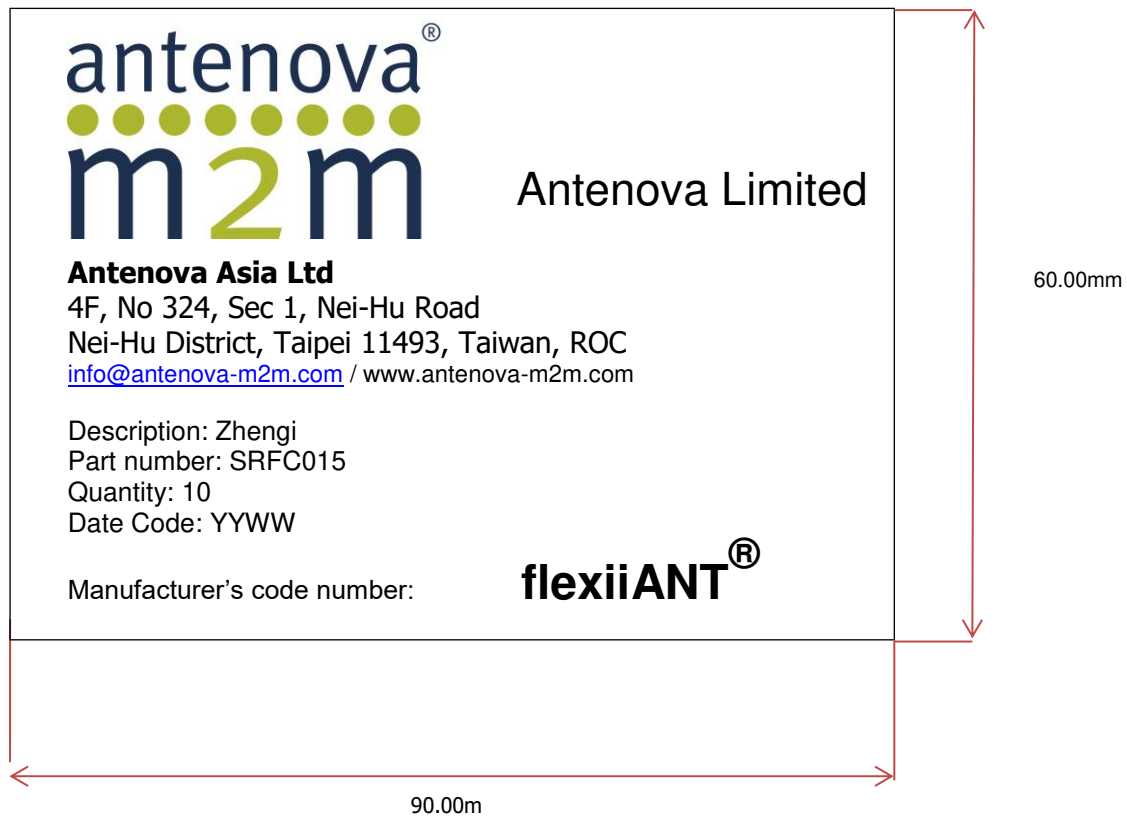 antenova®
m2m
Antenova Limited
Antenova Asia Ltd
4F, No 324, Sec 1, Nei-Hu Road
Nei-Hu District, Taipei 11493, Taiwan, ROC
info@antenova-m2m.com / www.antenova-m2m.com
Description: Zhengi
Part number: SRFC015
Quantity: 10
Date Code: YYWW
Manufacturer’s code number:
flexiiANT®
60.00mm
90.00m